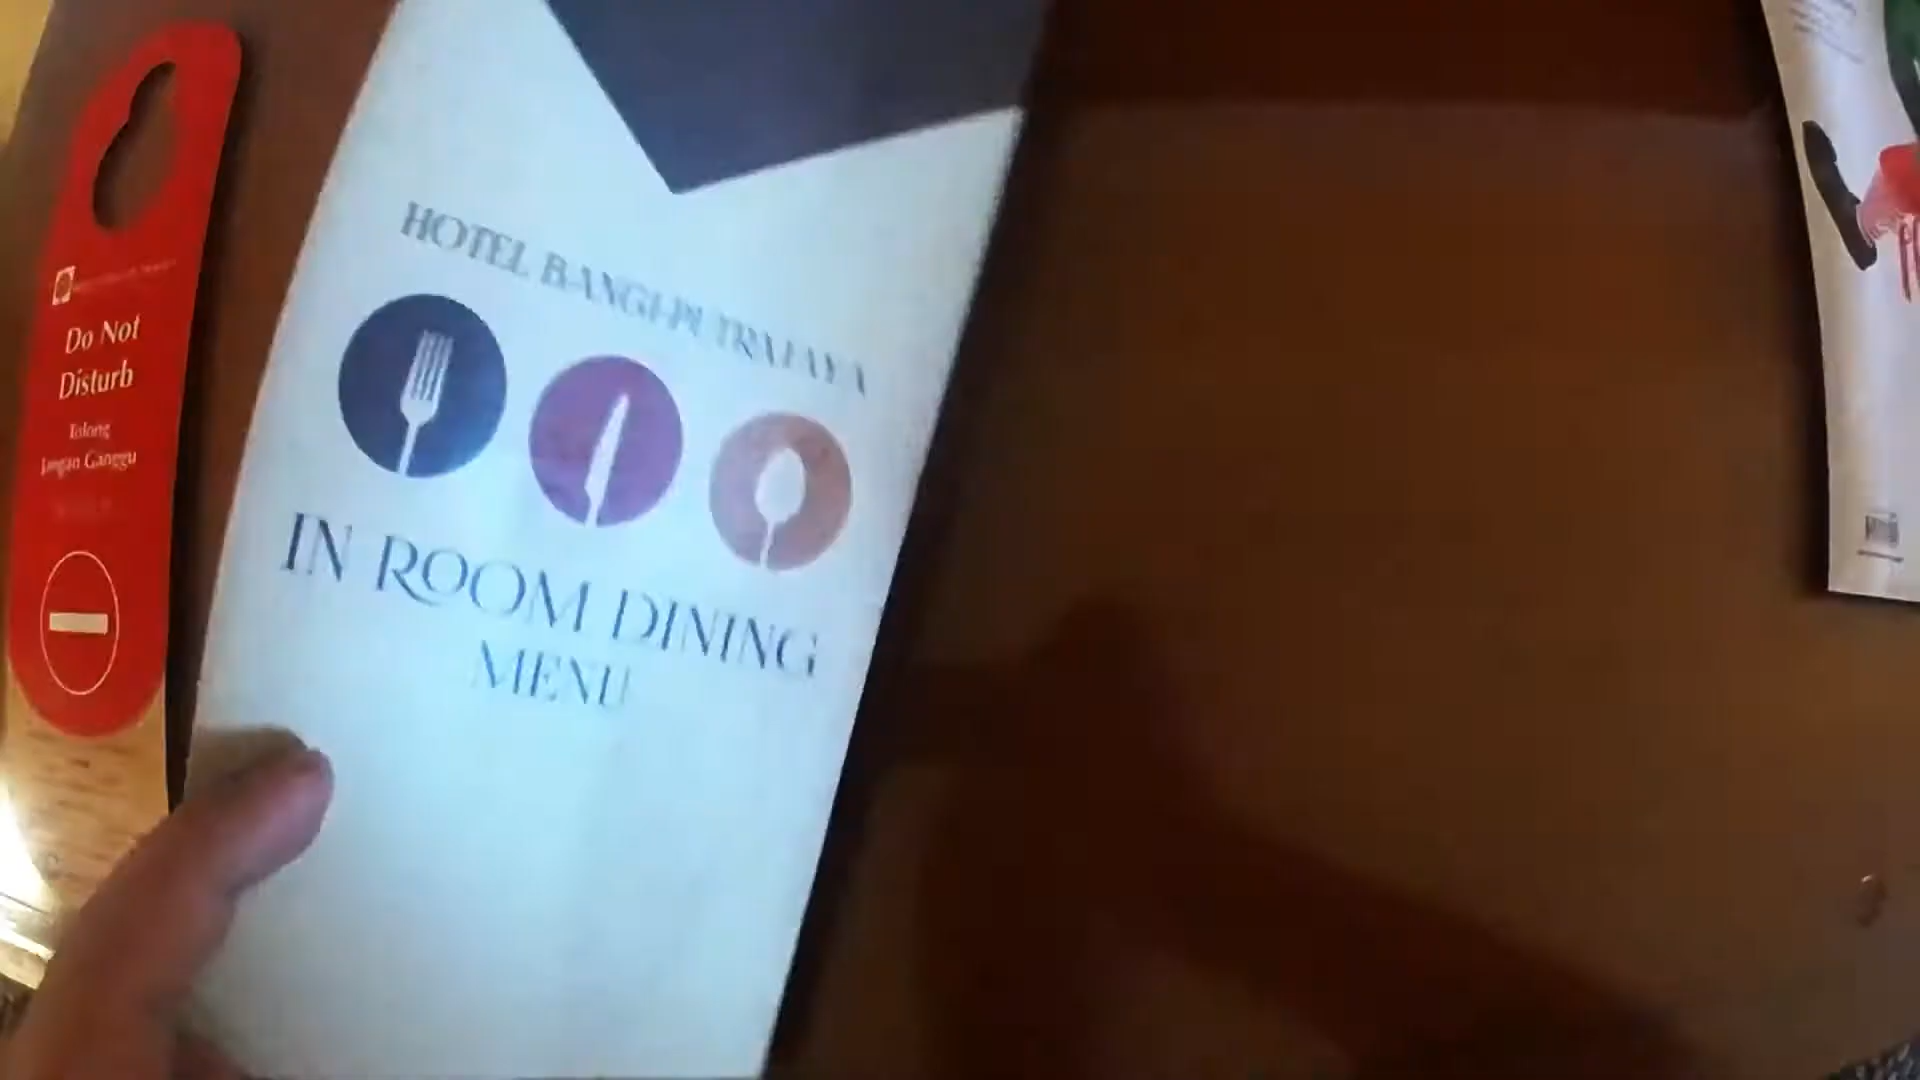 Do Not
Disturb
Tolong
Jangan Ganggu
HOTEL BANGI-PUTRAJAYA
IN ROOM DINING
MENU